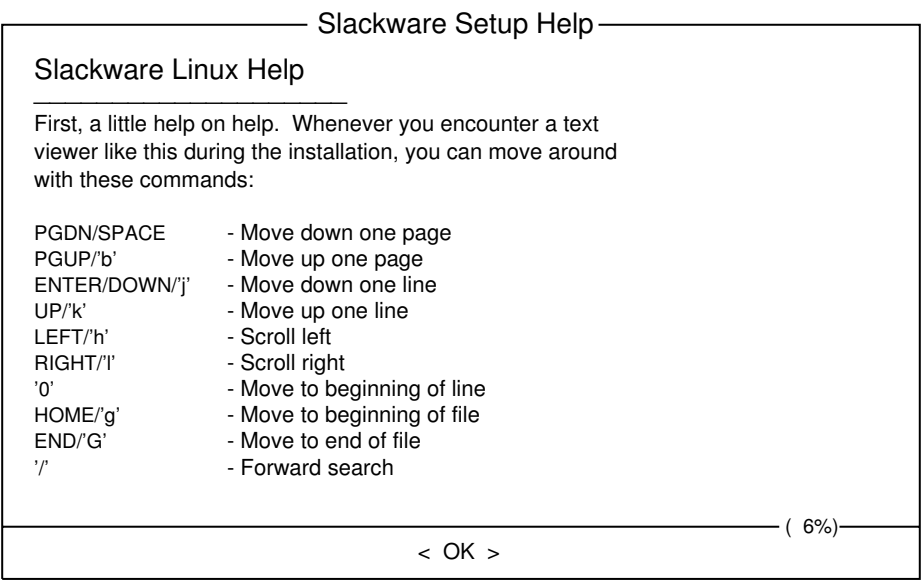 Slackware Setup Help
Slackware Linux Help
____________________
First, a little help on help.  Whenever you encounter a text
viewer like this during the installation, you can move around
with these commands:
PGDN/SPACE - Move down one page
PGUP/'b' - Move up one page
ENTER/DOWN/'j' - Move down one line
UP/'k' - Move up one line
LEFT/'h' - Scroll left
RIGHT/'l' - Scroll right
'0' - Move to beginning of line
HOME/'g' - Move to beginning of file
END/'G' - Move to end of file
'/' - Forward search
(  6%)
<  OK  >